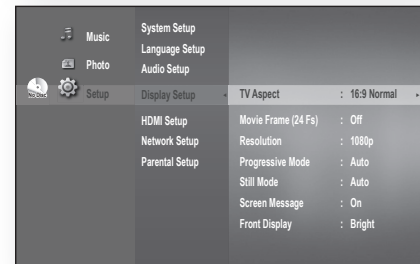 Music
Photo
No Disc
Setup
System Setup
Language Setup
Audio Setup
Display Setup
HDMI Setup
Network Setup
Parental Setup
TV Aspect : 16:9 Normal
Movie Frame (24 Fs) : Off
Resolution : 1080p
Progressive Mode : Auto
Still Mode : Auto
Screen Message : On
Front Display : Bright